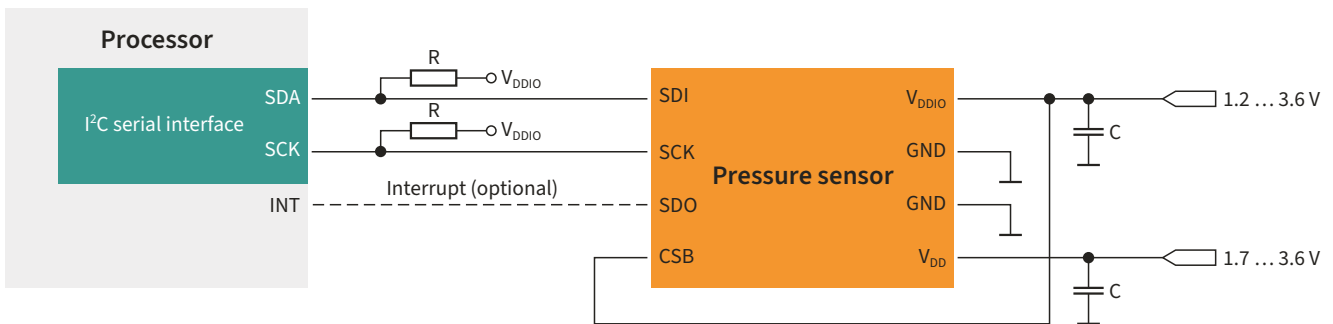 Processor
I²C serial interface
SDA
SCK
INT
R
V_DDIO
R
V_DDIO
Interrupt (optional)
SDI
SCK
SDO
CSB
Pressure sensor
V_DDIO
GND
GND
V_DD
1.2 … 3.6 V
C
1.7 … 3.6 V
C